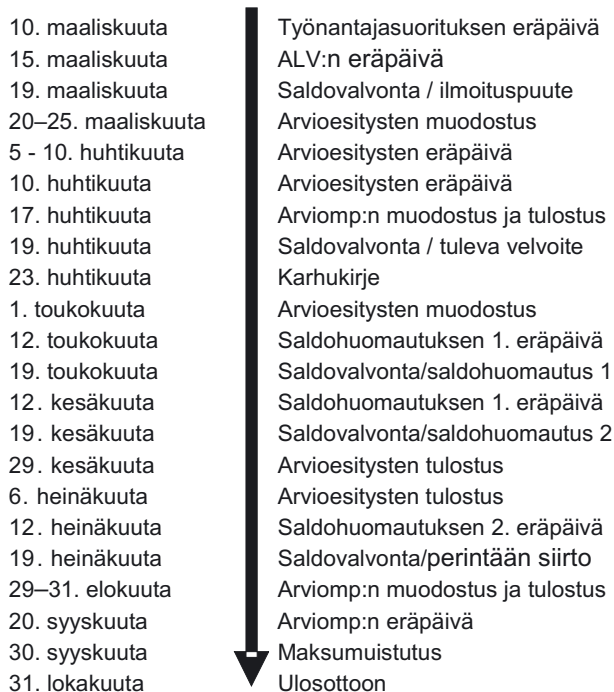 10. maaliskuuta Työnantajasuorituksen eräpäivä
15. maaliskuuta ALV:n eräpäivä
19. maaliskuuta Saldovalvonta / ilmoituspuute
20–25. maaliskuuta Arvioesitysten muodostus
5 - 10. huhtikuuta Arvioesitysten eräpäivä
10. huhtikuuta Arvioesitysten eräpäivä
17. huhtikuuta Arviomp:n muodostus ja tulostus
19. huhtikuuta Saldovalvonta / tuleva velvoite
23. huhtikuuta Karhukirje
1. toukokuuta Arvioesitysten muodostus
12. toukokuuta Saldohuomautuksen 1. eräpäivä
19. toukokuuta Saldovalvonta/saldohuomautus 1
12. kesäkuuta Saldohuomautuksen 1. eräpäivä
19. kesäkuuta Saldovalvonta/saldohuomautus 2
29. kesäkuuta Arvioesitysten tulostus
6. heinäkuuta Arvioesitysten tulostus
12. heinäkuuta Saldohuomautuksen 2. eräpäivä
19. heinäkuuta Saldovalvonta/perintään siirto
29–31. elokuuta Arviomp:n muodostus ja tulostus
20. syyskuuta Arviomp:n eräpäivä
30. syyskuuta Maksumuistutus
31. lokakuuta Ulosottoon